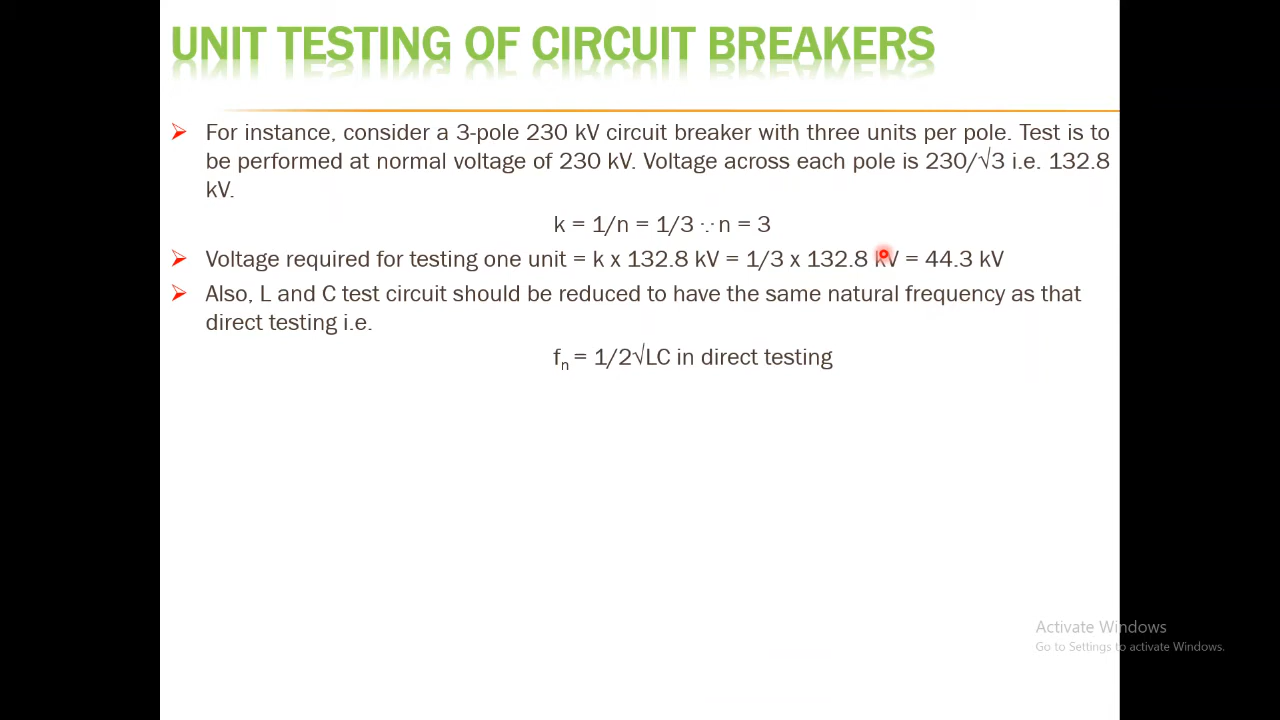 UNIT TESTING OF CIRCUIT BREAKERS
For instance, consider a 3-pole 230 kV circuit breaker with three units per pole. Test is to
be performed at normal voltage of 230 kV. Voltage across each pole is 230/√3 i.e. 132.8
kV.
k = 1/n = 1/3 ∵ n = 3
Voltage required for testing one unit = k x 132.8 kV = 1/3 x 132.8 kV = 44.3 kV
Also, L and C test circuit should be reduced to have the same natural frequency as that
direct testing i.e.
fn = 1/2√LC in direct testing
Activate Windows
Go to Settings to activate Windows.